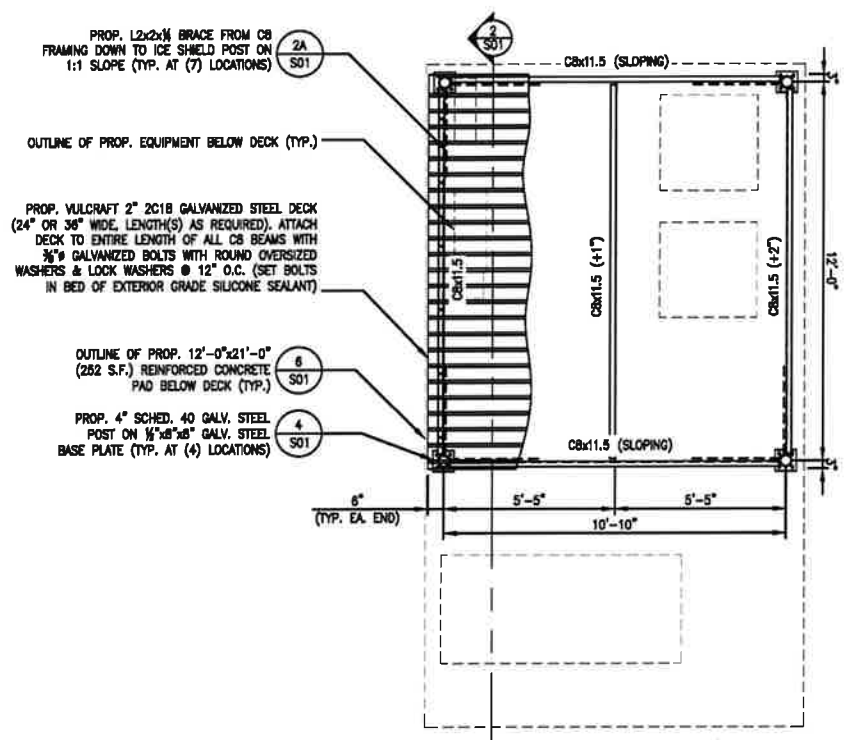 PROP. L2x2x¼ BRACE FROM C8
FRAMING DOWN TO ICE SHIELD POST ON
1:1 SLOPE (TYP. AT (7) LOCATIONS)
2A
S01
2
S01
C8x11.5 (SLOPING)
OUTLINE OF PROP. EQUIPMENT BELOW DECK (TYP.)
PROP. VULCRAFT 2" 2C18 GALVANIZED STEEL DECK
(24" OR 36" WIDE, LENGTH(S) AS REQUIRED). ATTACH
DECK TO ENTIRE LENGTH OF ALL C8 BEAMS WITH
GALVANIZED BOLTS WITH ROUND OVERSIZED
WASHERS & LOCK WASHERS @ 12" O.C. (SET BOLTS
IN BED OF EXTERIOR GRADE SILICONE SEALANT)
C8x11.5
C8x11.5 (+1")
C8x11.5 (+2")
12'-0"
OUTLINE OF PROP. 12'-0"x21'-0"
(252 S.F.) REINFORCED CONCRETE
PAD BELOW DECK (TYP.)
6
S01
PROP. 4" SCHED. 40 GALV. STEEL
POST ON ½"x8"x8" GALV. STEEL
BASE PLATE (TYP. AT (4) LOCATIONS)
4
S01
C8x11.5 (SLOPING)
6"
(TYP. EA. END)
5'-5"
5'-5"
10'-10"